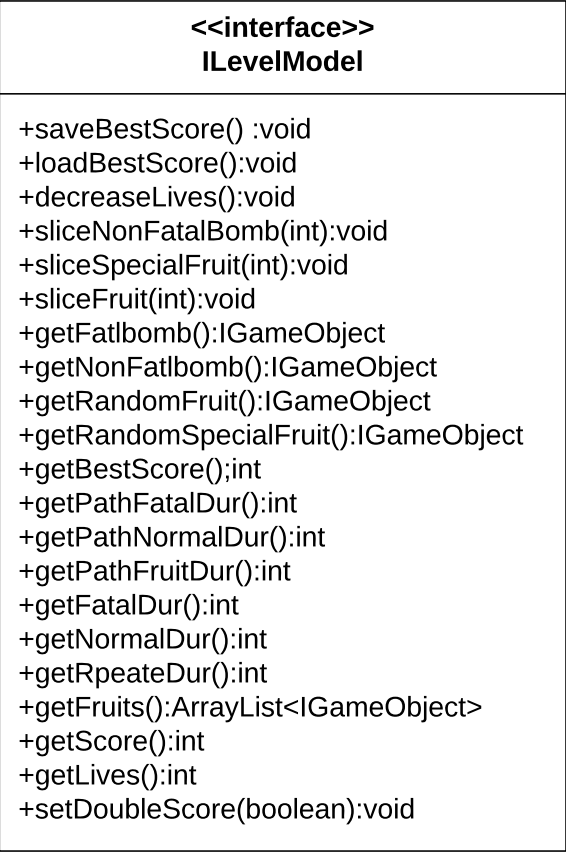 <<interface>>
ILevelModel
+saveBestScore() :void
+loadBestScore():void
+decreaseLives():void
+sliceNonFatalBomb(int):void
+sliceSpecialFruit(int):void
+sliceFruit(int):void
+getFatlbomb():IGameObject
+getNonFatlbomb():IGameObject
+getRandomFruit():IGameObject
+getRandomSpecialFruit():IGameObject
+getBestScore();int
+getPathFatalDur():int
+getPathNormalDur():int
+getPathFruitDur():int
+getFatalDur():int
+getNormalDur():int
+getRpeateDur():int
+getFruits():ArrayList<IGameObject>
+getScore():int
+getLives():int
+setDoubleScore(boolean):void